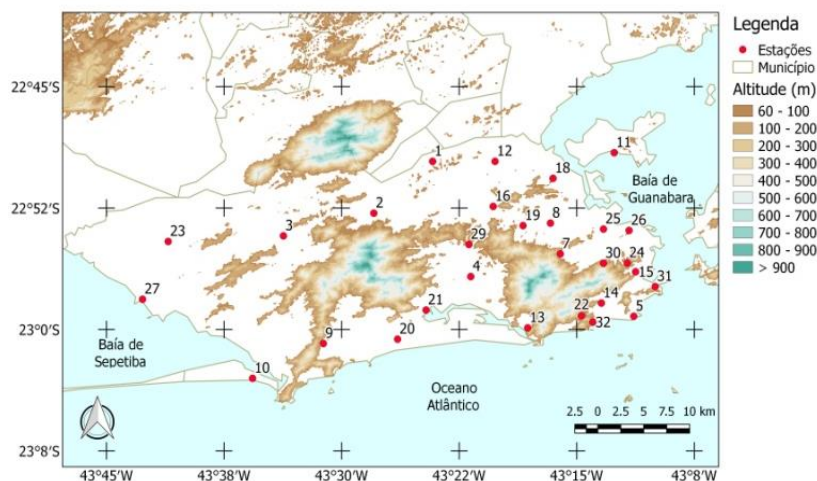 Legenda
Estações
Município
Altitude (m)
60 - 100
100 - 200
200 - 300
300 - 400
400 - 500
500 - 600
600 - 700
700 - 800
800 - 900
> 900
22°45'S
22°52'S
23°0'S
23°8'S
11
1
12
18
Baía de
Guanabara
16
2
19
8
25
26
3
23
29
7
30
24
4
15
31
27
14
21
22
5
32
13
20
9
Baía de
Sepetiba
10
Oceano
Atlântico
2.5 0 2.5 5 7.5 10 km
43°45'W
43°38'W
43°30'W
43°22'W
43°15'W
43°8'W